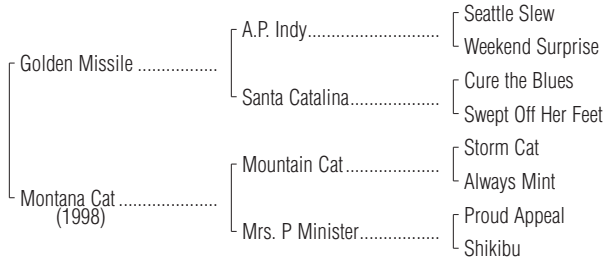 Seattle Slew
A.P. Indy..............................
Weekend Surprise
Golden Missile ..................
Cure the Blues
Santa Catalina....................
Swept Off Her Feet
Storm Cat
Mountain Cat.....................
Always Mint
Montana Cat ......................
(1998)
Proud Appeal
Mrs. P Minister..................
Shikibu